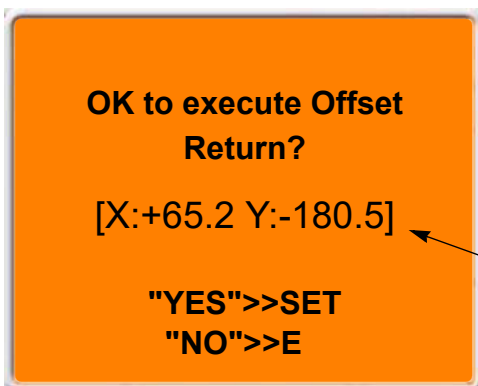 OK to execute Offset
Return?
[X:+65.2 Y:-180.5]
"YES">>SET
"NO">>E